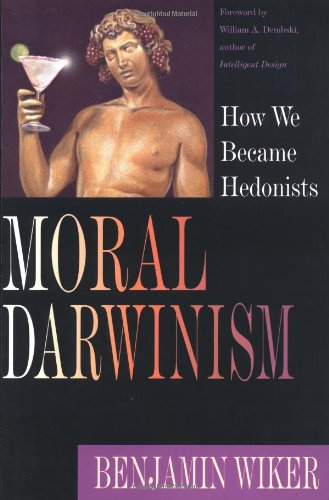 Foreword by
William A. Dembski,
author of
Intelligent Design
How We
Became
Hedonists
MORAL
DARWINISM
BENJAMIN WIKER